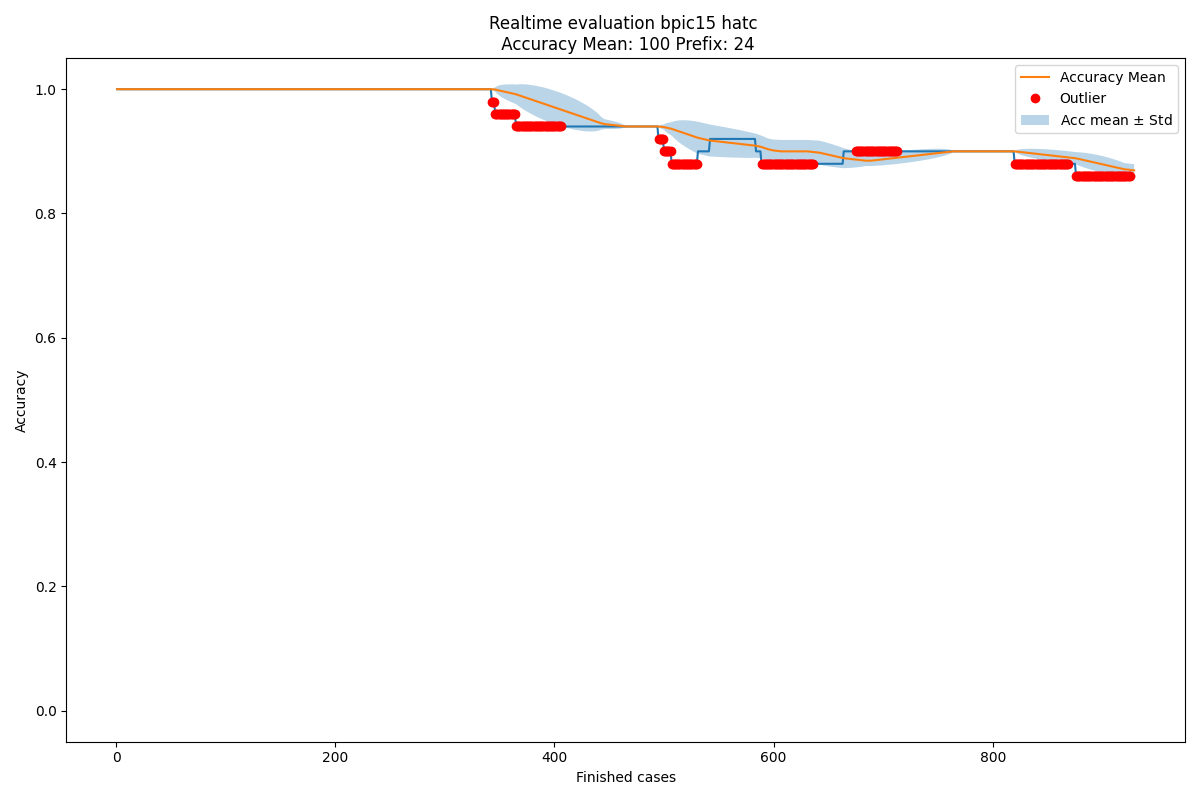 Realtime evaluation bpic15 hatc
Accuracy Mean: 100 Prefix: 24
Accuracy Mean
Outlier
Acc mean ± Std
1.0
0.8
0.6
0.4
0.2
0.0
Accuracy
0 200 400 600 800
Finished cases